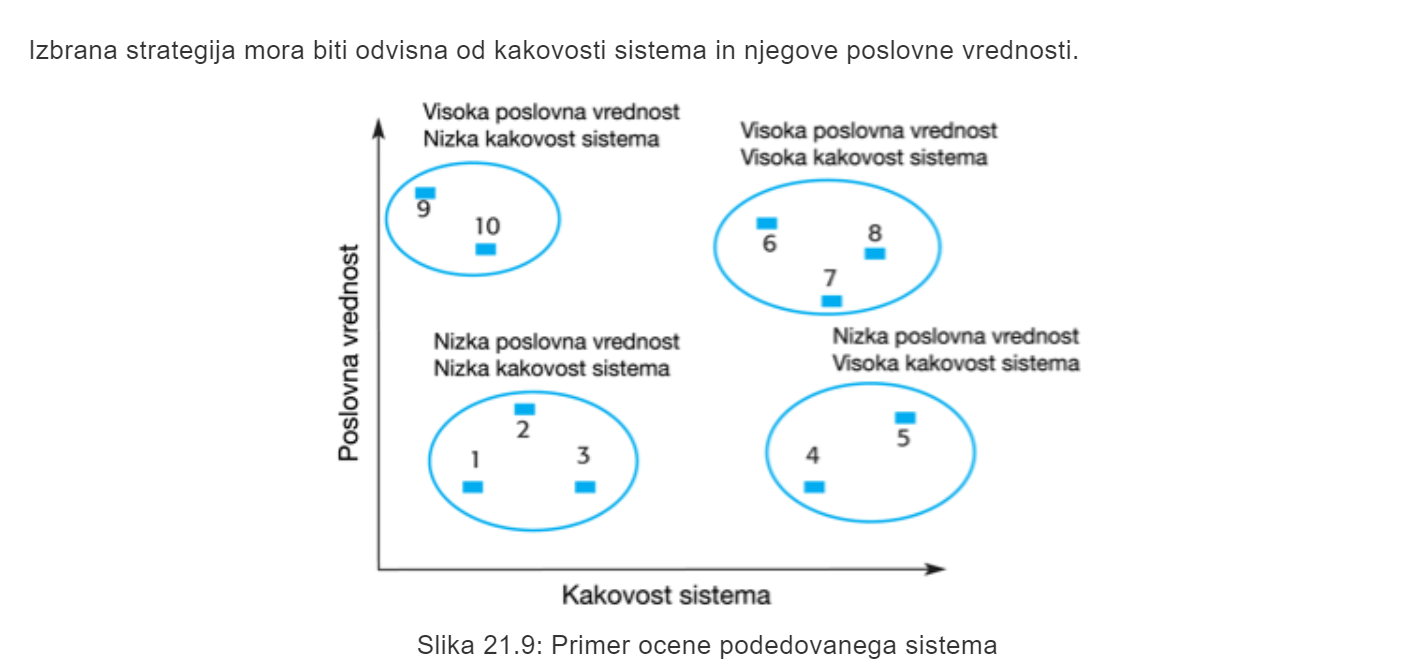 Izbrana strategija mora biti odvisna od kakovosti sistema in njegove poslovne vrednosti.
Visoka poslovna vrednost
Nizka kakovost sistema
Visoka poslovna vrednost
Visoka kakovost sistema
9
10
6
8
7
Poslovna vrednost
Nizka poslovna vrednost
Nizka kakovost sistema
Nizka poslovna vrednost
Visoka kakovost sistema
2
1
3
4
5
Kakovost sistema
Slika 21.9: Primer ocene podedovanega sistema